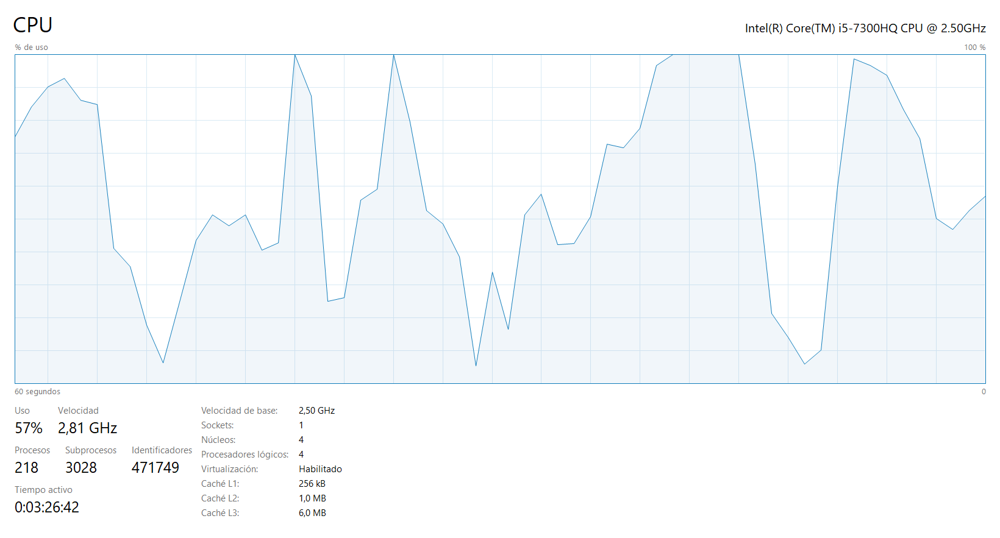 CPU
Intel(R) Core(TM) i5-7300HQ CPU @ 2.50GHz
% de uso
100 %
60 segundos
0
Uso
Velocidad
57%
2,81 GHz
Procesos
Subprocesos
Identificadores
218
3028
471749
Tiempo activo
0:03:26:42
Velocidad de base: 2,50 GHz
Sockets: 1
Núcleos: 4
Procesadores lógicos: 4
Virtualización: Habilitado
Caché L1: 256 kB
Caché L2: 1,0 MB
Caché L3: 6,0 MB